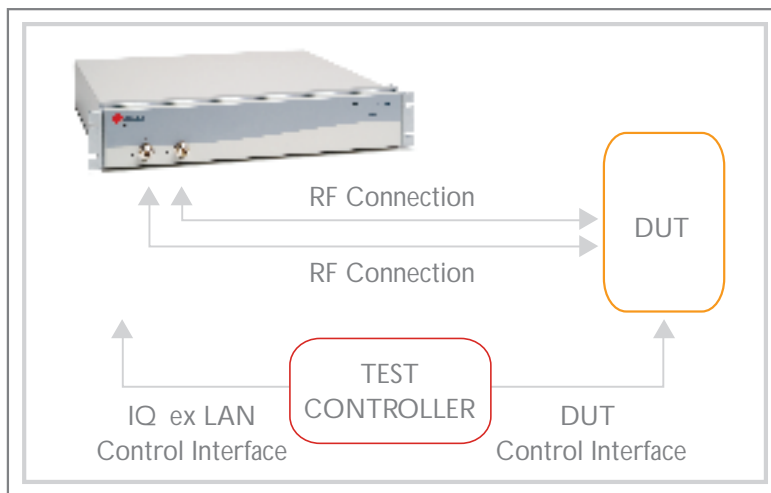 RF Connection
DUT
RF Connection
TEST
CONTROLLER
IQ ex LAN
Control Interface
DUT
Control Interface